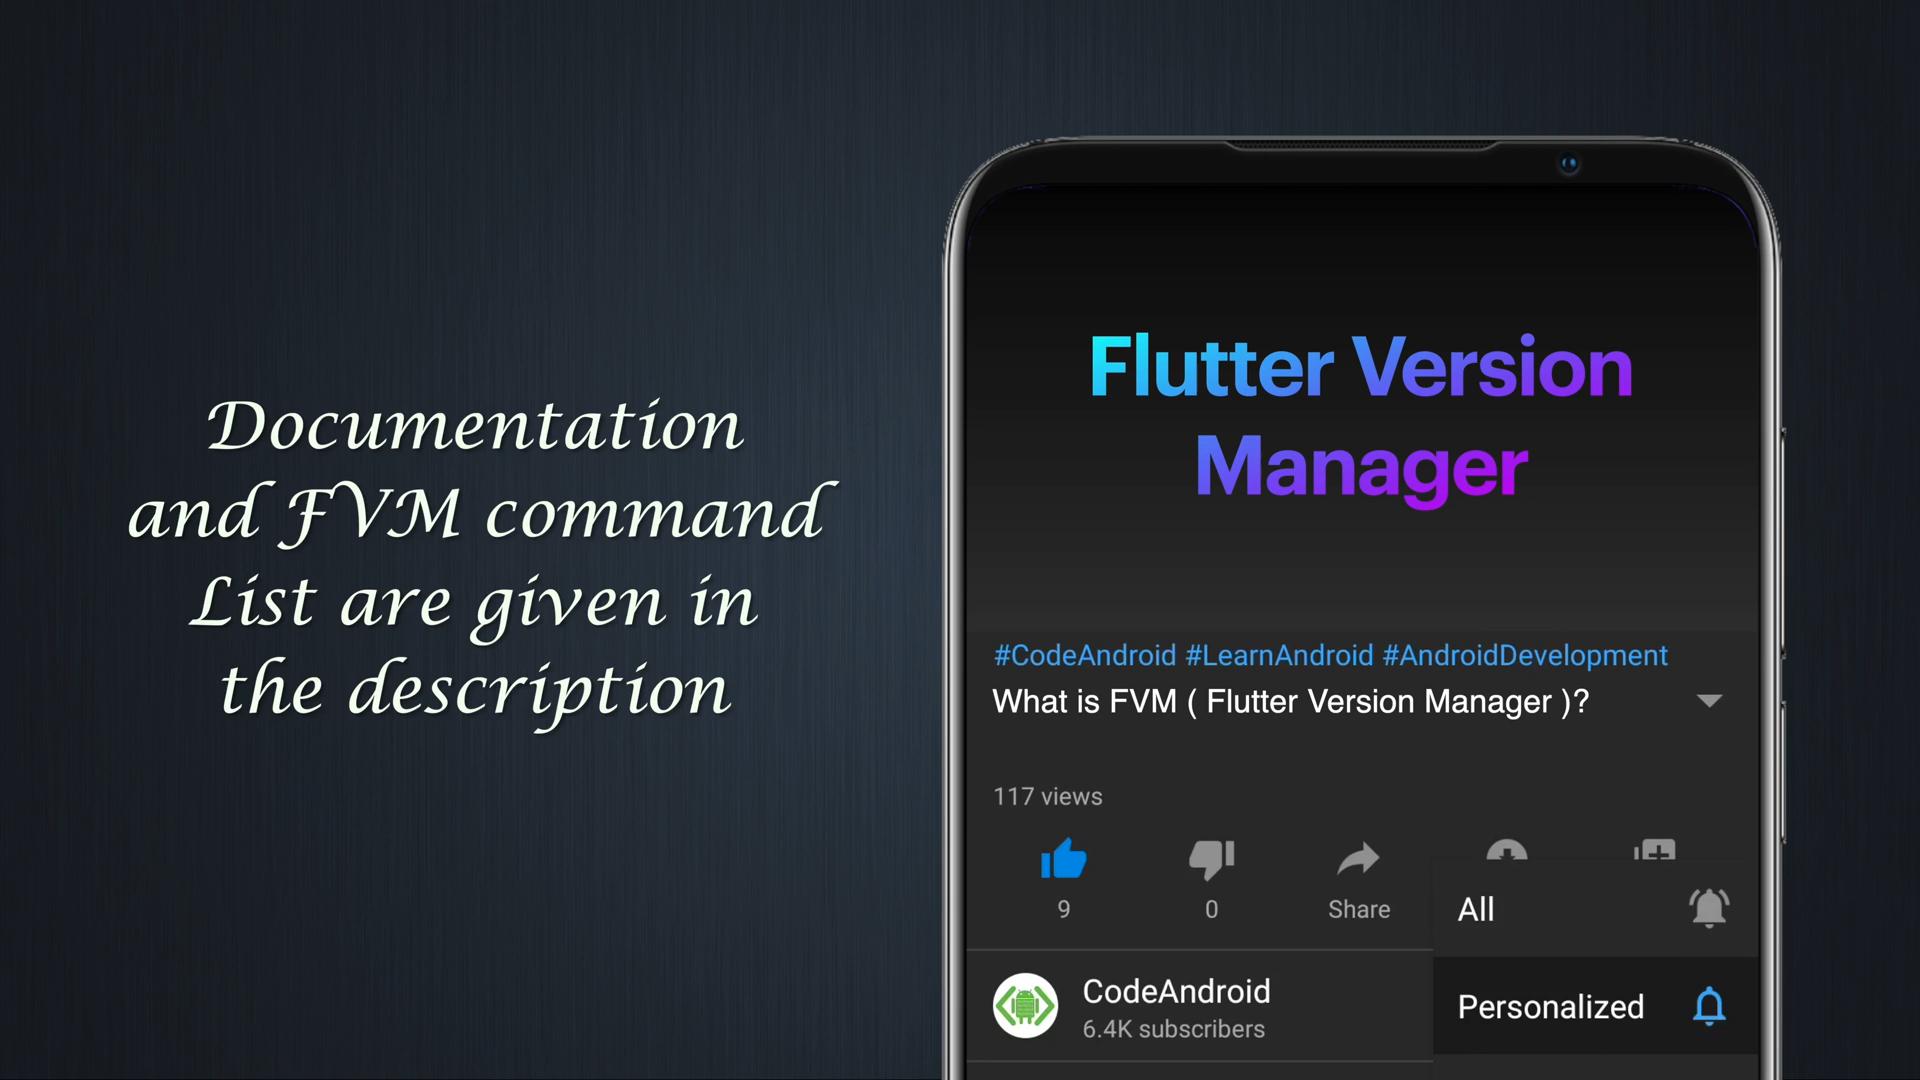 Documentation
and FVM command
List are given in
the description
Flutter Version
Manager
#CodeAndroid #LearnAndroid #AndroidDevelopment
What is FVM ( Flutter Version Manager )?
117 views
9
0
Share
All
CodeAndroid
6.4K subscribers
Personalized